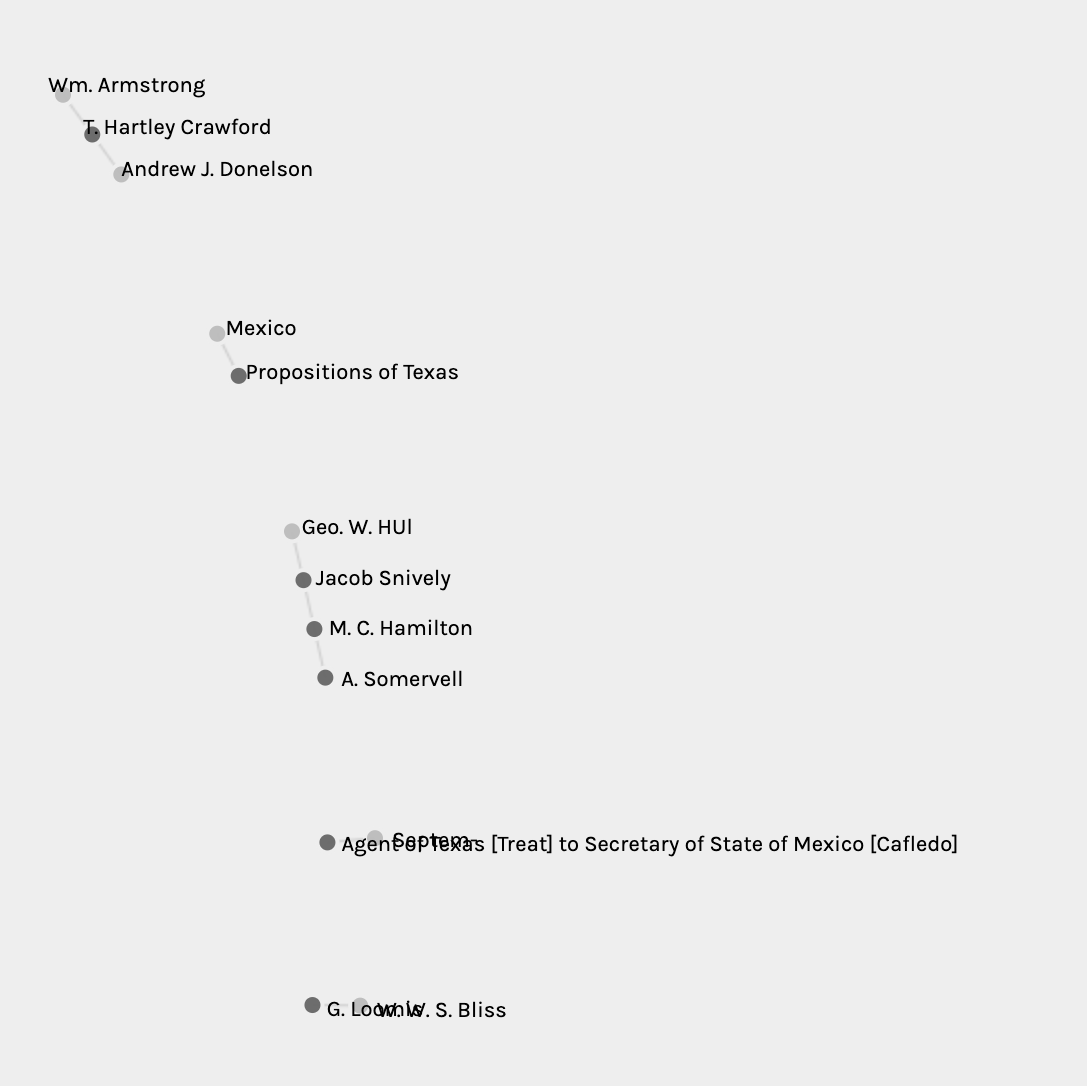 Wm. Armstrong
T. Hartley Crawford
Andrew J. Donelson
Mexico
Propositions of Texas
Geo. W. HUl
Jacob Snively
M. C. Hamilton
A. Somervell
Septem-
Agent of Texas [Treat] to Secretary of State of Mexico [Cafledo]
G. Loomis
W. W. S. Bliss